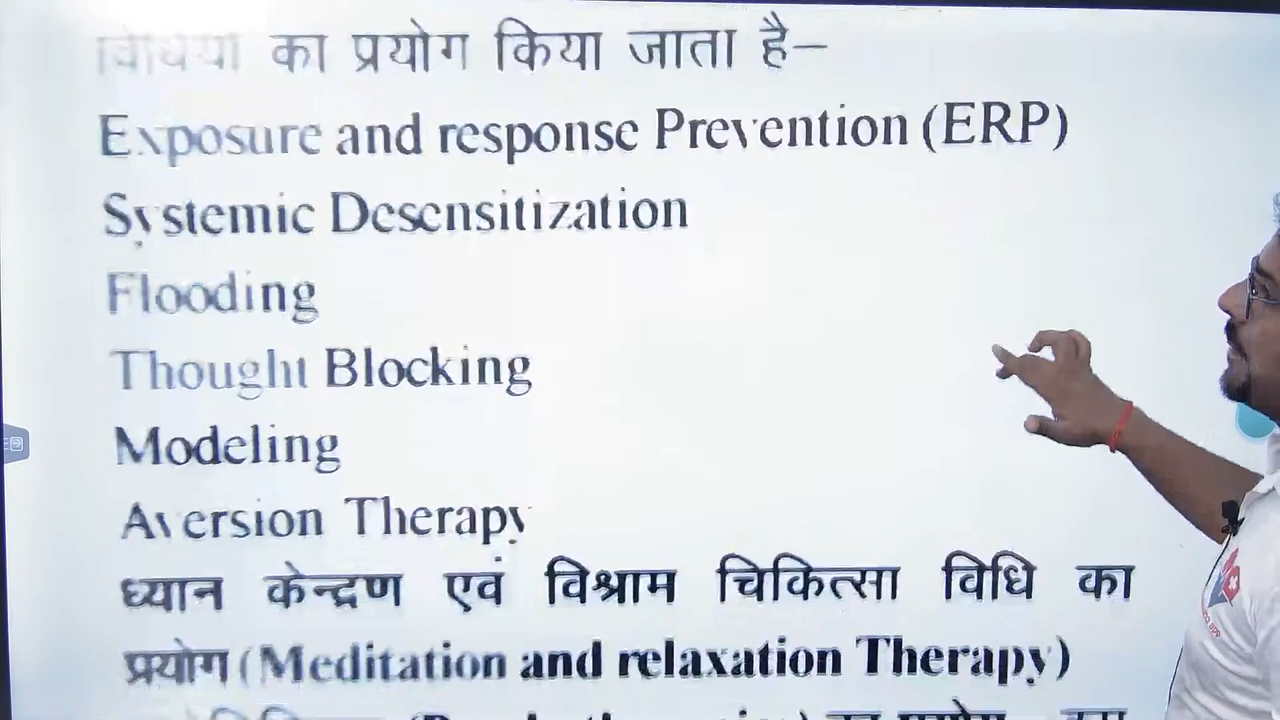 विधियों का प्रयोग किया जाता है–
Exposure and response Prevention (ERP)
Systemic Desensitization
Flooding
Thought Blocking
Modeling
Aversion Therapy
ध्यान केन्द्रण एवं विश्राम चिकित्सा विधि का
प्रयोग (Meditation and relaxation Therapy)